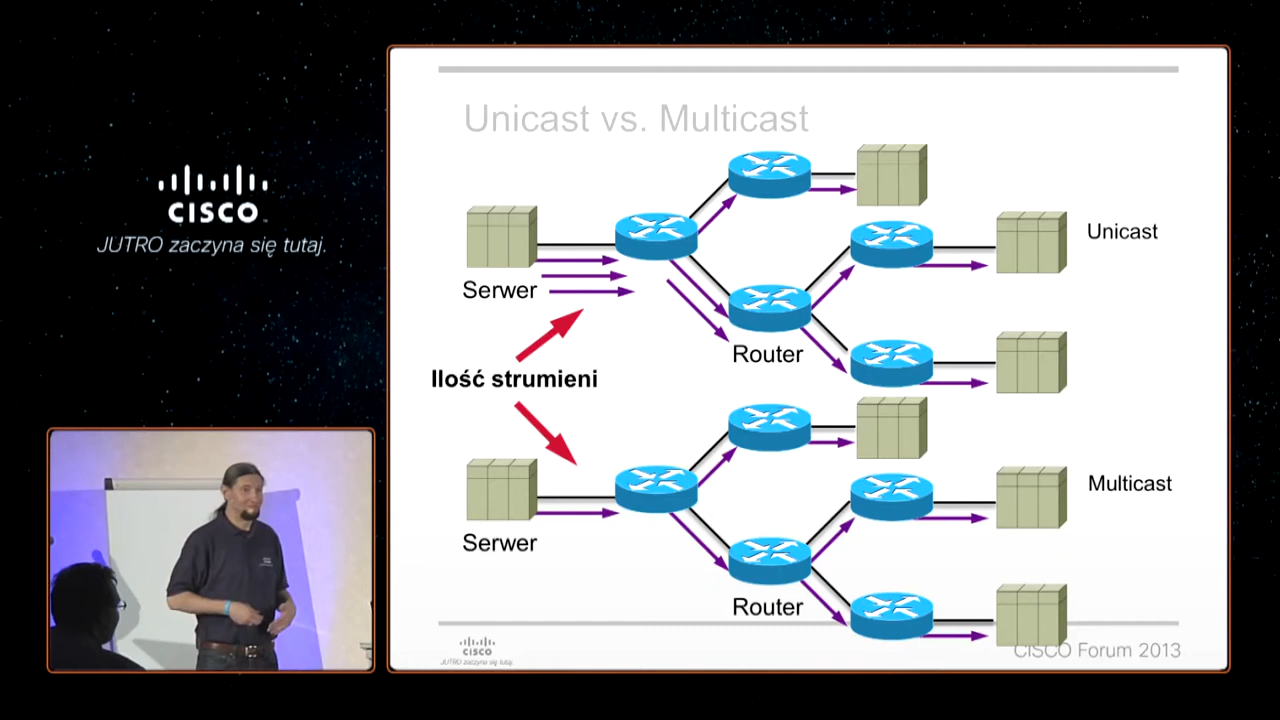 CISCO
JUTRO zaczyna się tutaj.
Unicast vs. Multicast
Unicast
Serwer
Router
Ilość strumieni
Multicast
Serwer
Router
CISCO
JUTRO zaczyna się tutaj.
CISCO Forum 2013